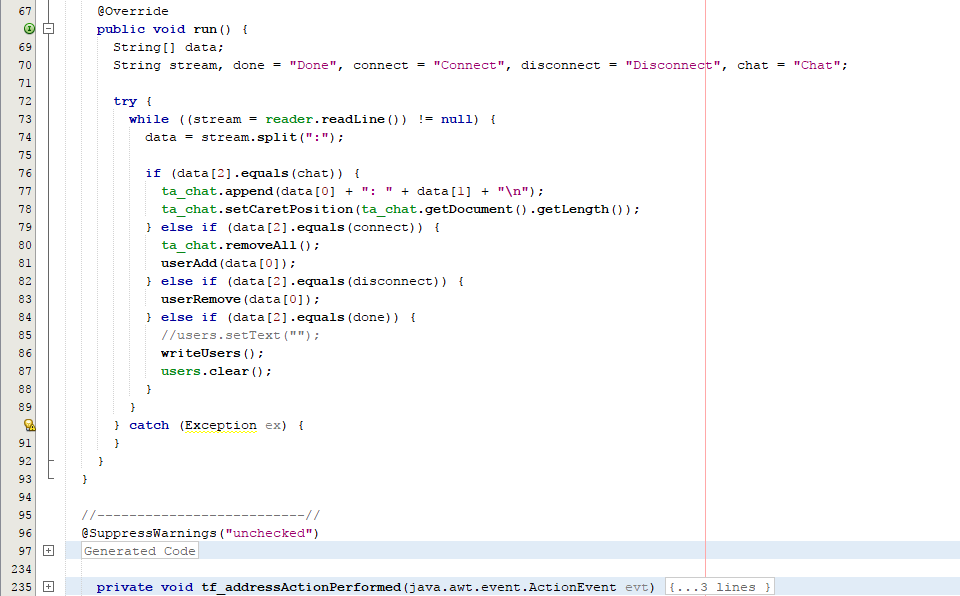 67 @Override
public void run() {
69 String[] data;
70 String stream, done = "Done", connect = "Connect", disconnect = "Disconnect", chat = "Chat";
71
72 try {
73 while ((stream = reader.readLine()) != null) {
74 data = stream.split(":");
75
76 if (data[2].equals(chat)) {
77 ta_chat.append(data[0] + ": " + data[1] + "\n");
78 ta_chat.setCaretPosition(ta_chat.getDocument().getLength());
79 } else if (data[2].equals(connect)) {
80 ta_chat.removeAll();
81 userAdd(data[0]);
82 } else if (data[2].equals(disconnect)) {
83 userRemove(data[0]);
84 } else if (data[2].equals(done)) {
85 //users.setText("");
86 writeUsers();
87 users.clear();
88 }
89 }
} catch (Exception ex) {
91 }
92 }
93 }
94
95 //--------------------------//
96 @SuppressWarnings("unchecked")
97 Generated Code
234
235 private void tf_addressActionPerformed(java.awt.event.ActionEvent evt) {...3 lines }